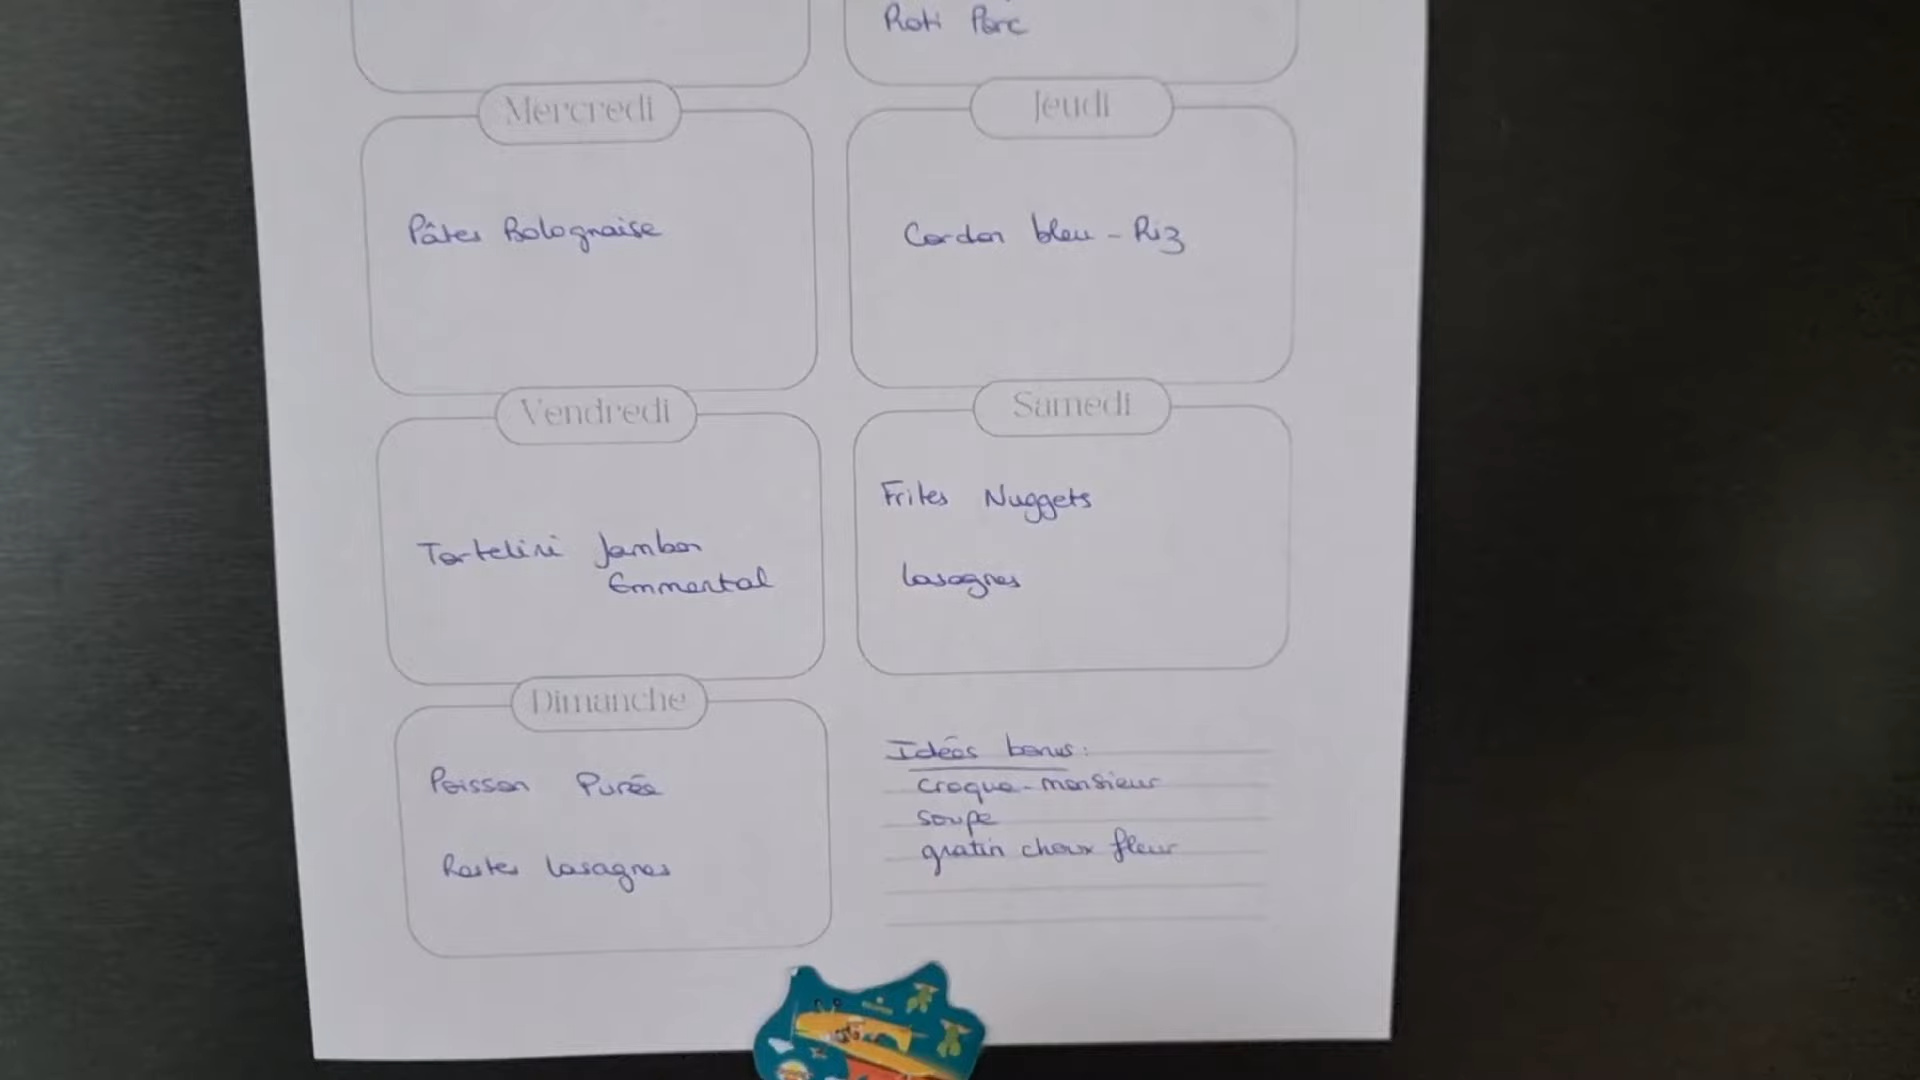 Roti Porc
Mercredi
Pâtes Bolognaise
Jeudi
Cordon bleu - Riz
Vendredi
Tortelini Jambon
Emmental
Samedi
Frites Nuggets
Lasagnes
Dimanche
Poisson Purée
Restes lasagnes
Idées bonus :
croque-monsieur
soupe
gratin choux fleur